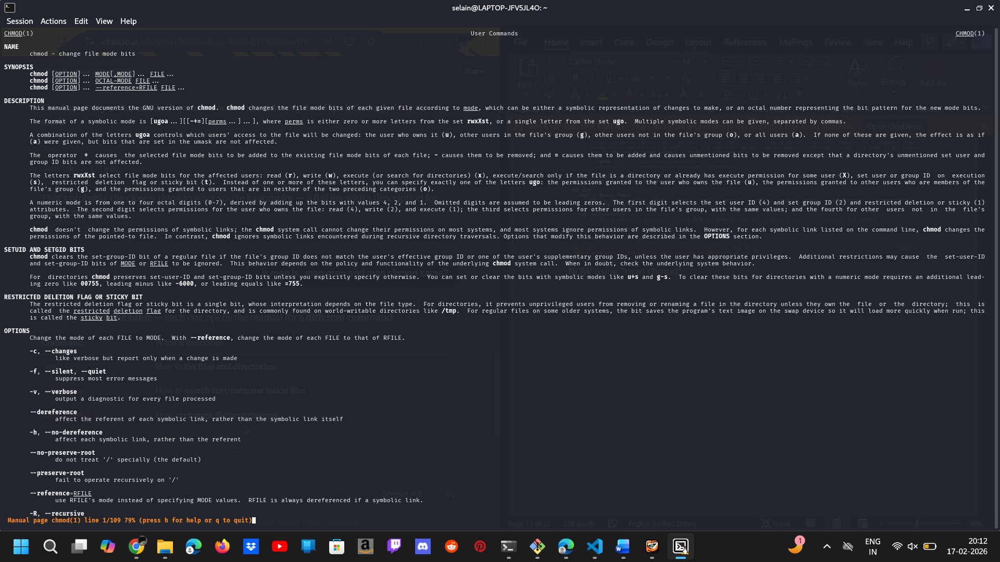 selain@LAPTOP-JFV5JL4O: ~
Session Actions Edit View Help
CHMOD(1) User Commands CHMOD(1)
NAME
chmod - change file mode bits
SYNOPSIS
chmod [OPTION]... MODE[,MODE]... FILE...
chmod [OPTION]... OCTAL-MODE FILE...
chmod [OPTION]... --reference=RFILE FILE...
DESCRIPTION
This manual page documents the GNU version of chmod. chmod changes the file mode bits of each given file according to mode, which can be either a symbolic representation of changes to make, or an octal number representing the bit pattern for the new mode bits.
The format of a symbolic mode is [ugoa...][[-+=][perms...]...], where perms is either zero or more letters from the set rwxXst, or a single letter from the set ugo. Multiple symbolic modes can be given, separated by commas.
A combination of the letters ugoa controls which users' access to the file will be changed: the user who owns it (u), other users in the file's group (g), other users not in the file's group (o), or all users (a). If none of these are given, the effect is as if
(a) were given, but bits that are set in the umask are not affected.
The operator + causes the selected file mode bits to be added to the existing file mode bits of each file; - causes them to be removed; and = causes them to be added and causes unmentioned bits to be removed except that a directory's unmentioned set user and
group ID bits are not affected.
The letters rwxXst select file mode bits for the affected users: read (r), write (w), execute (or search for directories) (x), execute/search only if the file is a directory or already has execute permission for some user (X), set user or group ID on execution
(s), restricted deletion flag or sticky bit (t). Instead of one or more of these letters, you can specify exactly one of the letters ugo: the permissions granted to the user who owns the file (u), the permissions granted to other users who are members of the
file's group (g), and the permissions granted to users that are in neither of the two preceding categories (o).
A numeric mode is from one to four octal digits (0-7), derived by adding up the bits with values 4, 2, and 1. Omitted digits are assumed to be leading zeros. The first digit selects the set user ID (4) and set group ID (2) and restricted deletion or sticky (1)
attributes. The second digit selects permissions for the user who owns the file: read (4), write (2), and execute (1); the third selects permissions for other users in the file's group, with the same values; and the fourth for other users not in the file's
group, with the same values.
chmod doesn't change the permissions of symbolic links; the chmod system call cannot change their permissions on most systems, and most systems ignore permissions of symbolic links. However, for each symbolic link listed on the command line, chmod changes the
permissions of the pointed-to file. In contrast, chmod ignores symbolic links encountered during recursive directory traversals. Options that modify this behavior are described in the OPTIONS section.
SETUID AND SETGID BITS
chmod clears the set-group-ID bit of a regular file if the file's group ID does not match the user's effective group ID or one of the user's supplementary group IDs, unless the user has appropriate privileges. Additional restrictions may cause the set-user-ID
and set-group-ID bits of MODE or RFILE to be ignored. This behavior depends on the policy and functionality of the underlying chmod system call. When in doubt, check the underlying system behavior.
For directories chmod preserves set-user-ID and set-group-ID bits unless you explicitly specify otherwise. You can set or clear the bits with symbolic modes like u+s and g-s. To clear these bits for directories with a numeric mode requires an additional lead-
ing zero like 00755, leading minus like -6000, or leading equals like =755.
RESTRICTED DELETION FLAG OR STICKY BIT
The restricted deletion flag or sticky bit is a single bit, whose interpretation depends on the file type. For directories, it prevents unprivileged users from removing or renaming a file in the directory unless they own the file or the directory; this is
called the restricted deletion flag for the directory, and is commonly found on world-writable directories like /tmp. For regular files on some older systems, the bit saves the program's text image on the swap device so it will load more quickly when run; this
is called the sticky bit.
OPTIONS
Change the mode of each FILE to MODE. With --reference, change the mode of each FILE to that of RFILE.
-c, --changes
like verbose but report only when a change is made
-f, --silent, --quiet
suppress most error messages
-v, --verbose
output a diagnostic for every file processed
--dereference
affect the referent of each symbolic link, rather than the symbolic link itself
-h, --no-dereference
affect each symbolic link, rather than the referent
--no-preserve-root
do not treat '/' specially (the default)
--preserve-root
fail to operate recursively on '/'
--reference=RFILE
use RFILE's mode instead of specifying MODE values. RFILE is always dereferenced if a symbolic link.
-R, --recursive
Manual page chmod(1) line 1/109 79% (press h for help or q to quit)
1
ENG
IN
20:12
17-02-2026